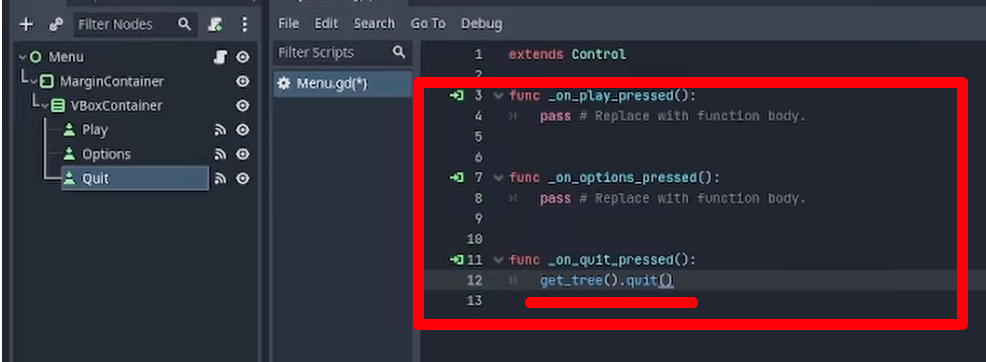 Filter Nodes
Menu
MarginContainer
VBoxContainer
Play
Options
Quit
File Edit Search Go To Debug
Filter Scripts
Menu.gd(*)
1 extends Control
2
3 func _on_play_pressed():
4 pass # Replace with function body.
5
6
7 func _on_options_pressed():
8 pass # Replace with function body.
9
10
11 func _on_quit_pressed():
12 get_tree().quit()
13